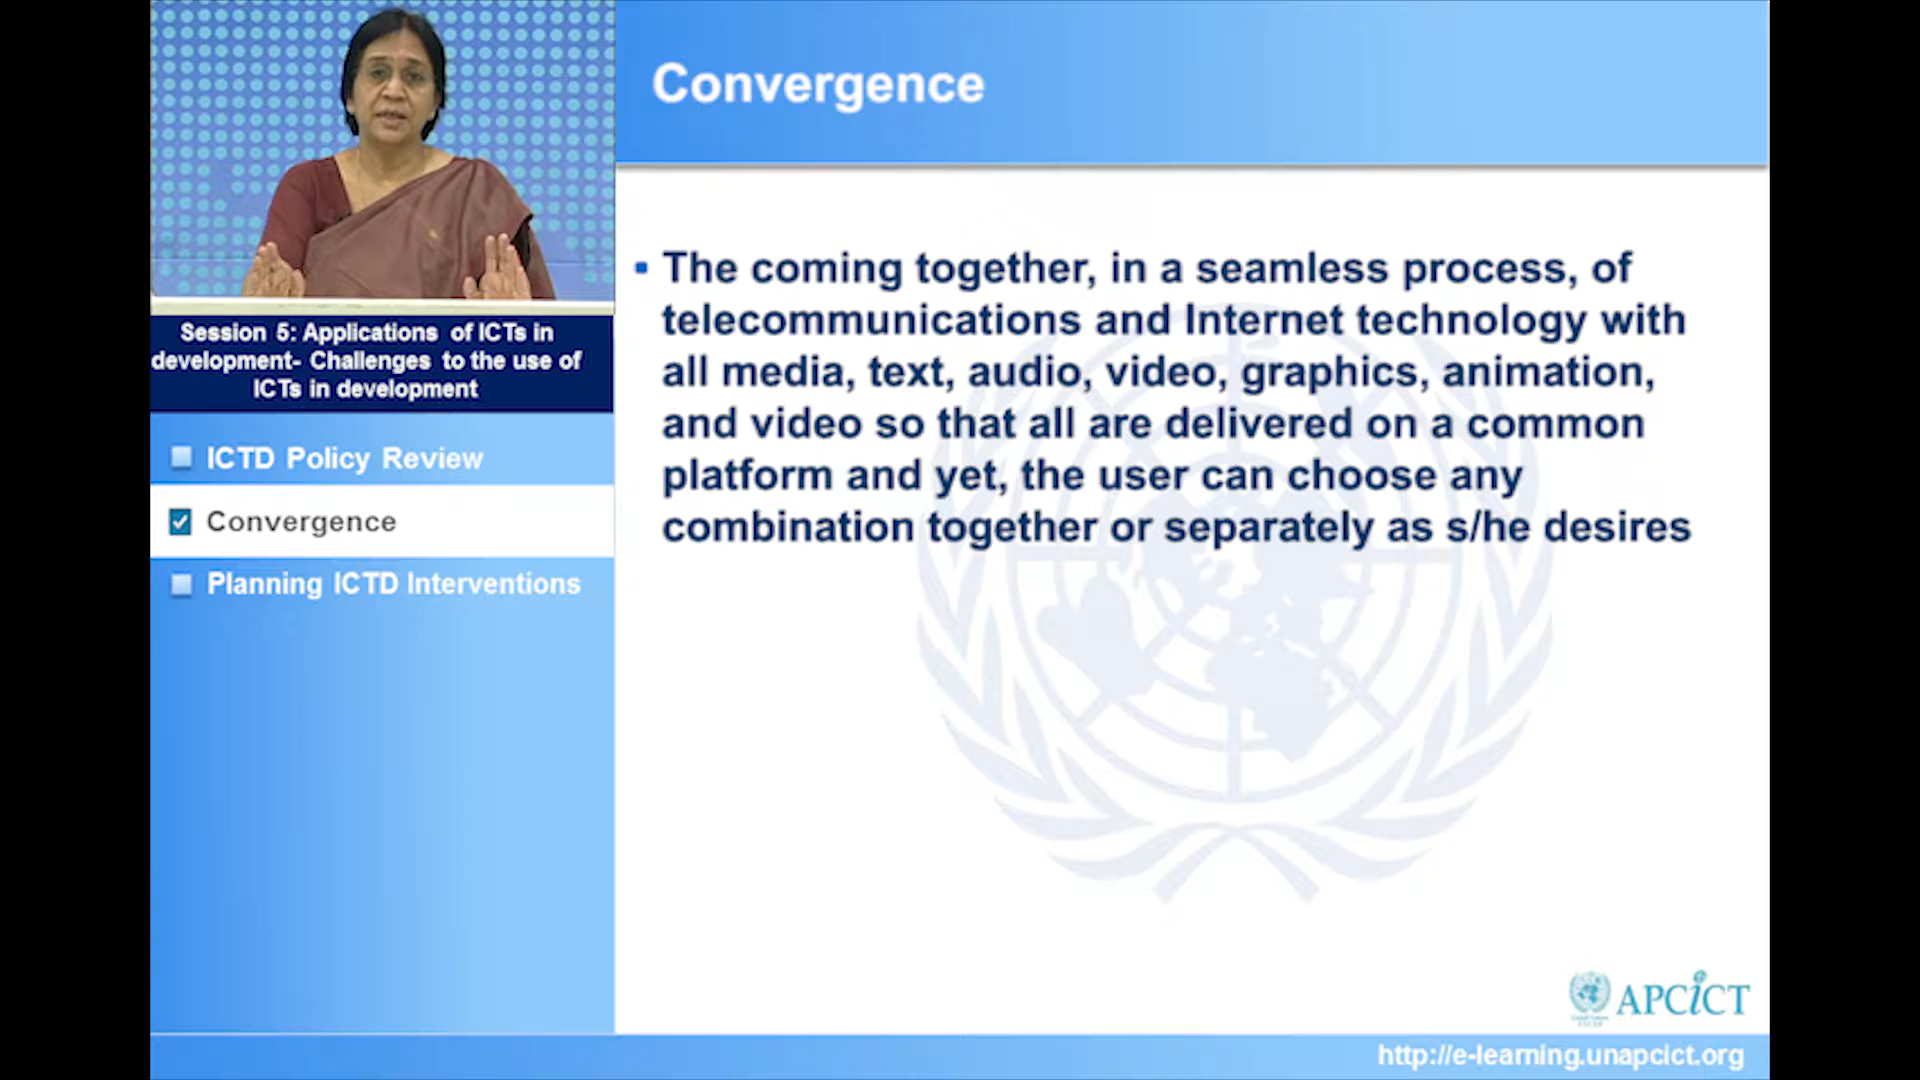 Convergence
Session 5: Applications of ICTs in
development- Challenges to the use of
ICTs in development
ICTD Policy Review
Convergence
Planning ICTD Interventions
The coming together, in a seamless process, of
telecommunications and Internet technology with
all media, text, audio, video, graphics, animation,
and video so that all are delivered on a common
platform and yet, the user can choose any
combination together or separately as s/he desires
APCiCT
http://e-learning.unapcict.org